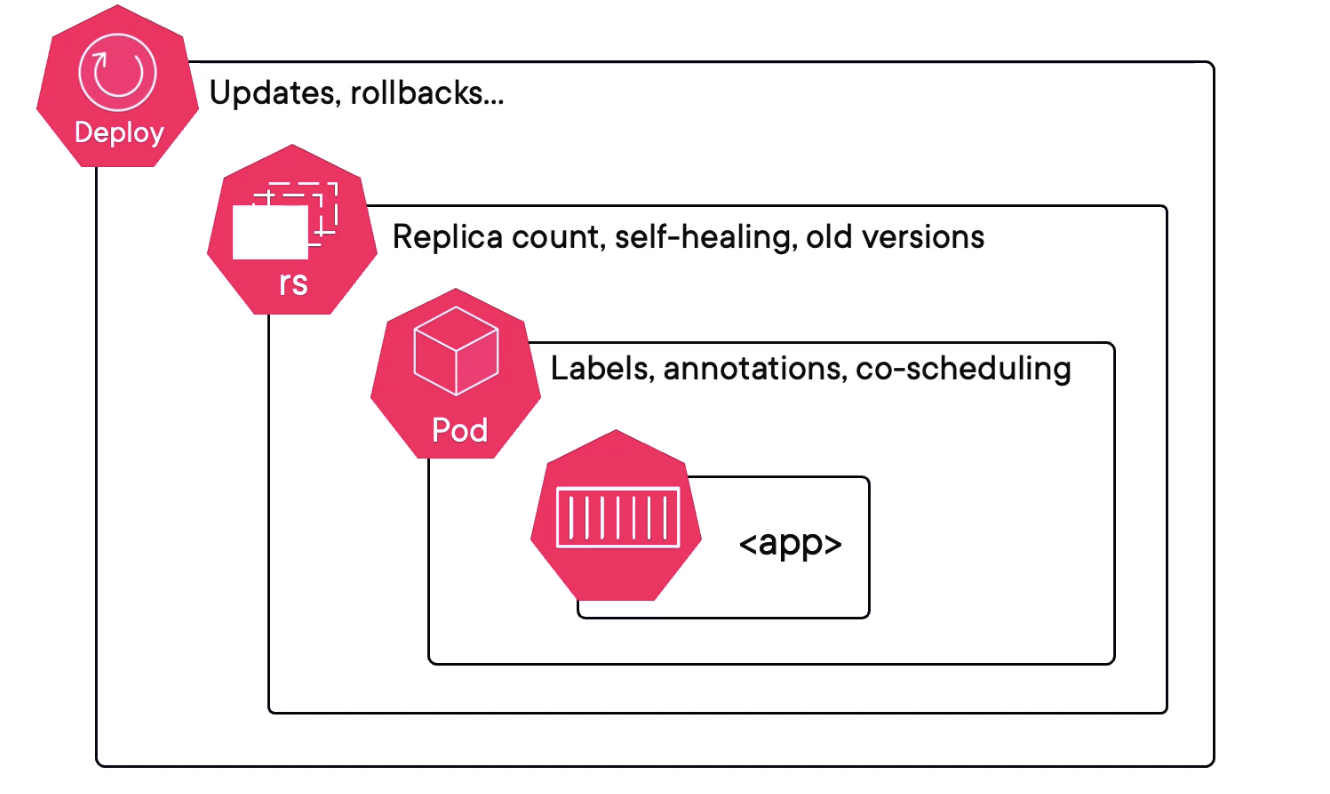 Deploy
Updates, rollbacks...
rs
Replica count, self-healing, old versions
Pod
Labels, annotations, co-scheduling
<app>